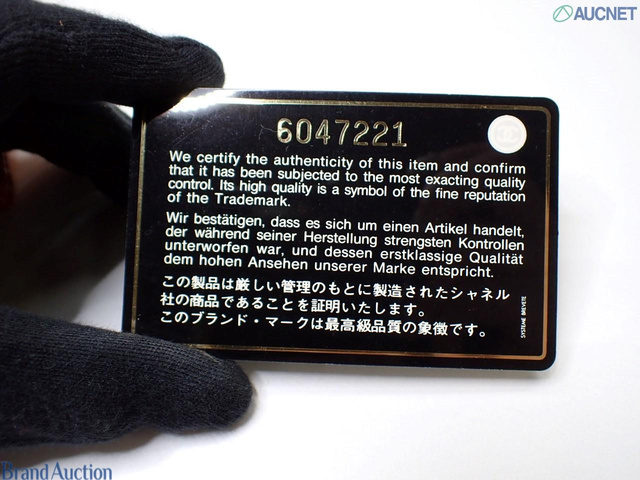 AUCNET
6047221
We certify the authenticity of this item and confirm
that it has been subjected to the most exacting quality
control. Its high quality is a symbol of the fine reputation
of the Trademark.
Wir bestätigen, dass es sich um einen Artikel handelt,
der während seiner Herstellung strengsten Kontrollen
unterworfen war, und dessen erstklassige Qualität
dem hohen Ansehen unserer Marke entspricht.
この製品は厳しい管理のもとに製造されたシャネル
社の商品であることを証明いたします。
このブランド・マークは最高級品質の象徴です。
SYSTEME BREVETE
Brand Auction